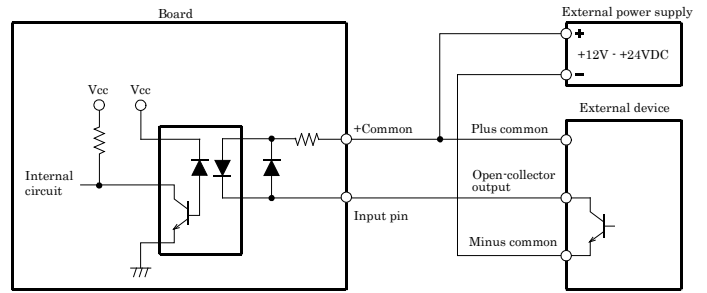 Board
External power supply
+
+12V - +24VDC
−
External device
Vcc
Vcc
+Common
Plus common
Internal
circuit
Open-collector
output
Input pin
Minus common